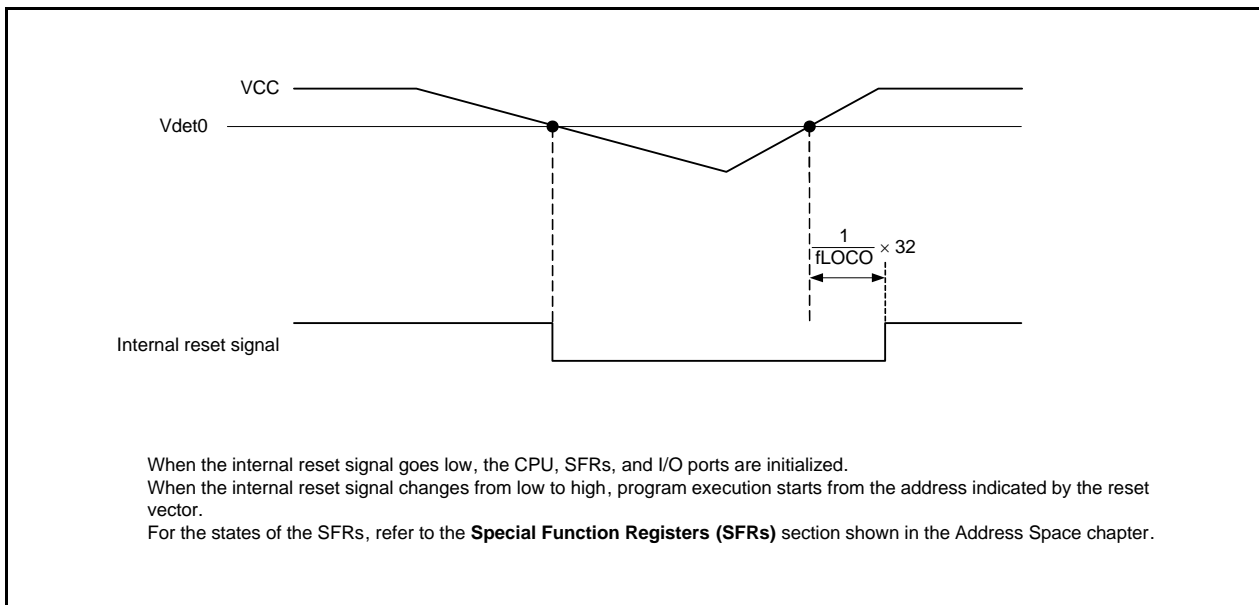 VCC
Vdet0
1
fLOCO
× 32
Internal reset signal
When the internal reset signal goes low, the CPU, SFRs, and I/O ports are initialized.
When the internal reset signal changes from low to high, program execution starts from the address indicated by the reset
vector.
For the states of the SFRs, refer to the Special Function Registers (SFRs) section shown in the Address Space chapter.